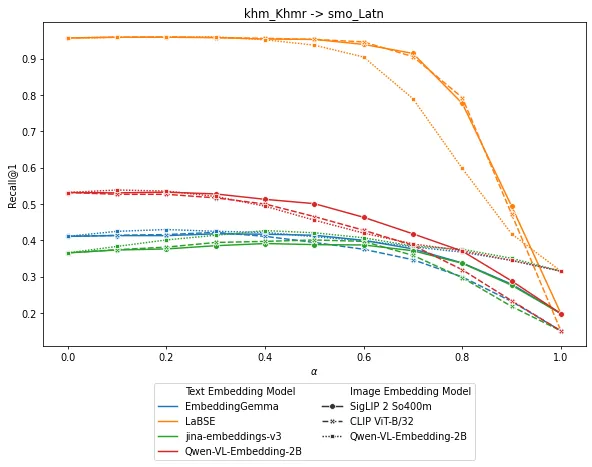 khm_Khmr -> smo_Latn
Recall@1
0.9
0.8
0.7
0.6
0.5
0.4
0.3
0.2
0.0
0.2
0.4
0.6
0.8
1.0
α
Text Embedding Model
EmbeddingGemma
LaBSE
jina-embeddings-v3
Qwen-VL-Embedding-2B
Image Embedding Model
SigLIP 2 So400m
CLIP ViT-B/32
Qwen-VL-Embedding-2B